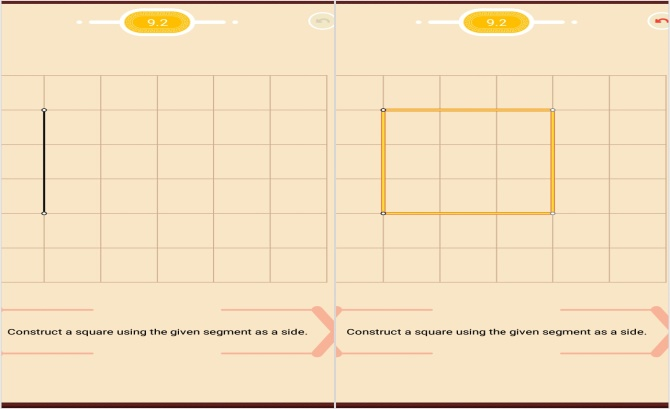 9.2
Construct a square using the given segment as a side.
9.2
Construct a square using the given segment as a side.